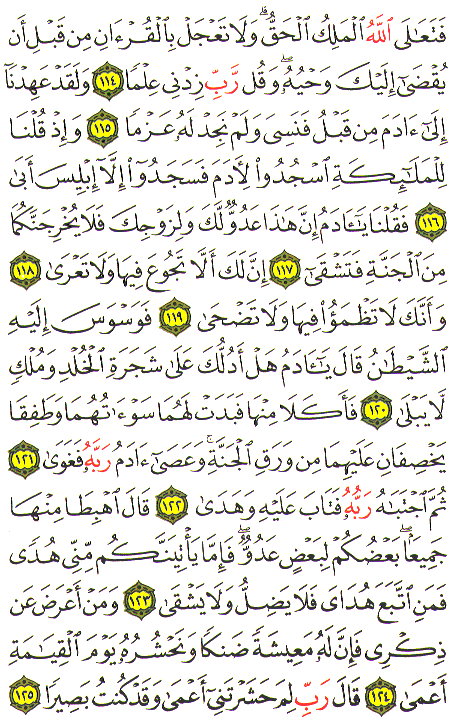 فَتَعَٰلَى ٱللَّهُ ٱلْمَلِكُ ٱلْحَقُّ ۗ وَلَا تَعْجَلْ بِٱلْقُرْءَانِ مِن قَبْلِ أَن
يُقْضَىٰٓ إِلَيْكَ وَحْيُهُۥ ۖ وَقُل رَّبِّ زِدْنِى عِلْمًا ١١٤ وَلَقَدْ عَهِدْنَآ
إِلَىٰٓ ءَادَمَ مِن قَبْلُ فَنَسِىَ وَلَمْ نَجِدْ لَهُۥ عَزْمًا ١١٥ وَإِذْ قُلْنَا
لِلْمَلَٰٓئِكَةِ ٱسْجُدُوا۟ لِءَادَمَ فَسَجَدُوٓا۟ إِلَّآ إِبْلِيسَ أَبَىٰ
١١٦ فَقُلْنَا يَٰٓـَٔادَمُ إِنَّ هَٰذَا عَدُوٌّ لَّكَ وَلِزَوْجِكَ فَلَا يُخْرِجَنَّكُمَا
مِنَ ٱلْجَنَّةِ فَتَشْقَىٰٓ ١١٧ إِنَّ لَكَ أَلَّا تَجُوعَ فِيهَا وَلَا تَعْرَىٰ ١١٨
وَأَنَّكَ لَا تَظْمَؤُا۟ فِيهَا وَلَا تَضْحَىٰ ١١٩ فَوَسْوَسَ إِلَيْهِ
ٱلشَّيْطَٰنُ قَالَ يَٰٓـَٔادَمُ هَلْ أَدُلُّكَ عَلَىٰ شَجَرَةِ ٱلْخُلْدِ وَمُلْكٍ
لَّا يَبْلَىٰ ١٢٠ فَأَكَلَا مِنْهَا فَبَدَتْ لَهُمَا سَوْءَٰتُهُمَا وَطَفِقَا
يَخْصِفَانِ عَلَيْهِمَا مِن وَرَقِ ٱلْجَنَّةِ ۚ وَعَصَىٰٓ ءَادَمُ رَبَّهُۥ فَغَوَىٰ ١٢١
ثُمَّ ٱجْتَبَٰهُ رَبُّهُۥ فَتَابَ عَلَيْهِ وَهَدَىٰ ١٢٢ قَالَ ٱهْبِطَا مِنْهَا
جَمِيعًۢا ۖ بَعْضُكُمْ لِبَعْضٍ عَدُوٌّ ۖ فَإِمَّا يَأْتِيَنَّكُم مِّنِّى هُدًى
فَمَنِ ٱتَّبَعَ هُدَاىَ فَلَا يَضِلُّ وَلَا يَشْقَىٰ ١٢٣ وَمَنْ أَعْرَضَ عَن
ذِكْرِى فَإِنَّ لَهُۥ مَعِيشَةً ضَنكًا وَنَحْشُرُهُۥ يَوْمَ ٱلْقِيَٰمَةِ
أَعْمَىٰ ١٢٤ قَالَ رَبِّ لِمَ حَشَرْتَنِىٓ أَعْمَىٰ وَقَدْ كُنتُ بَصِيرًا ١٢٥